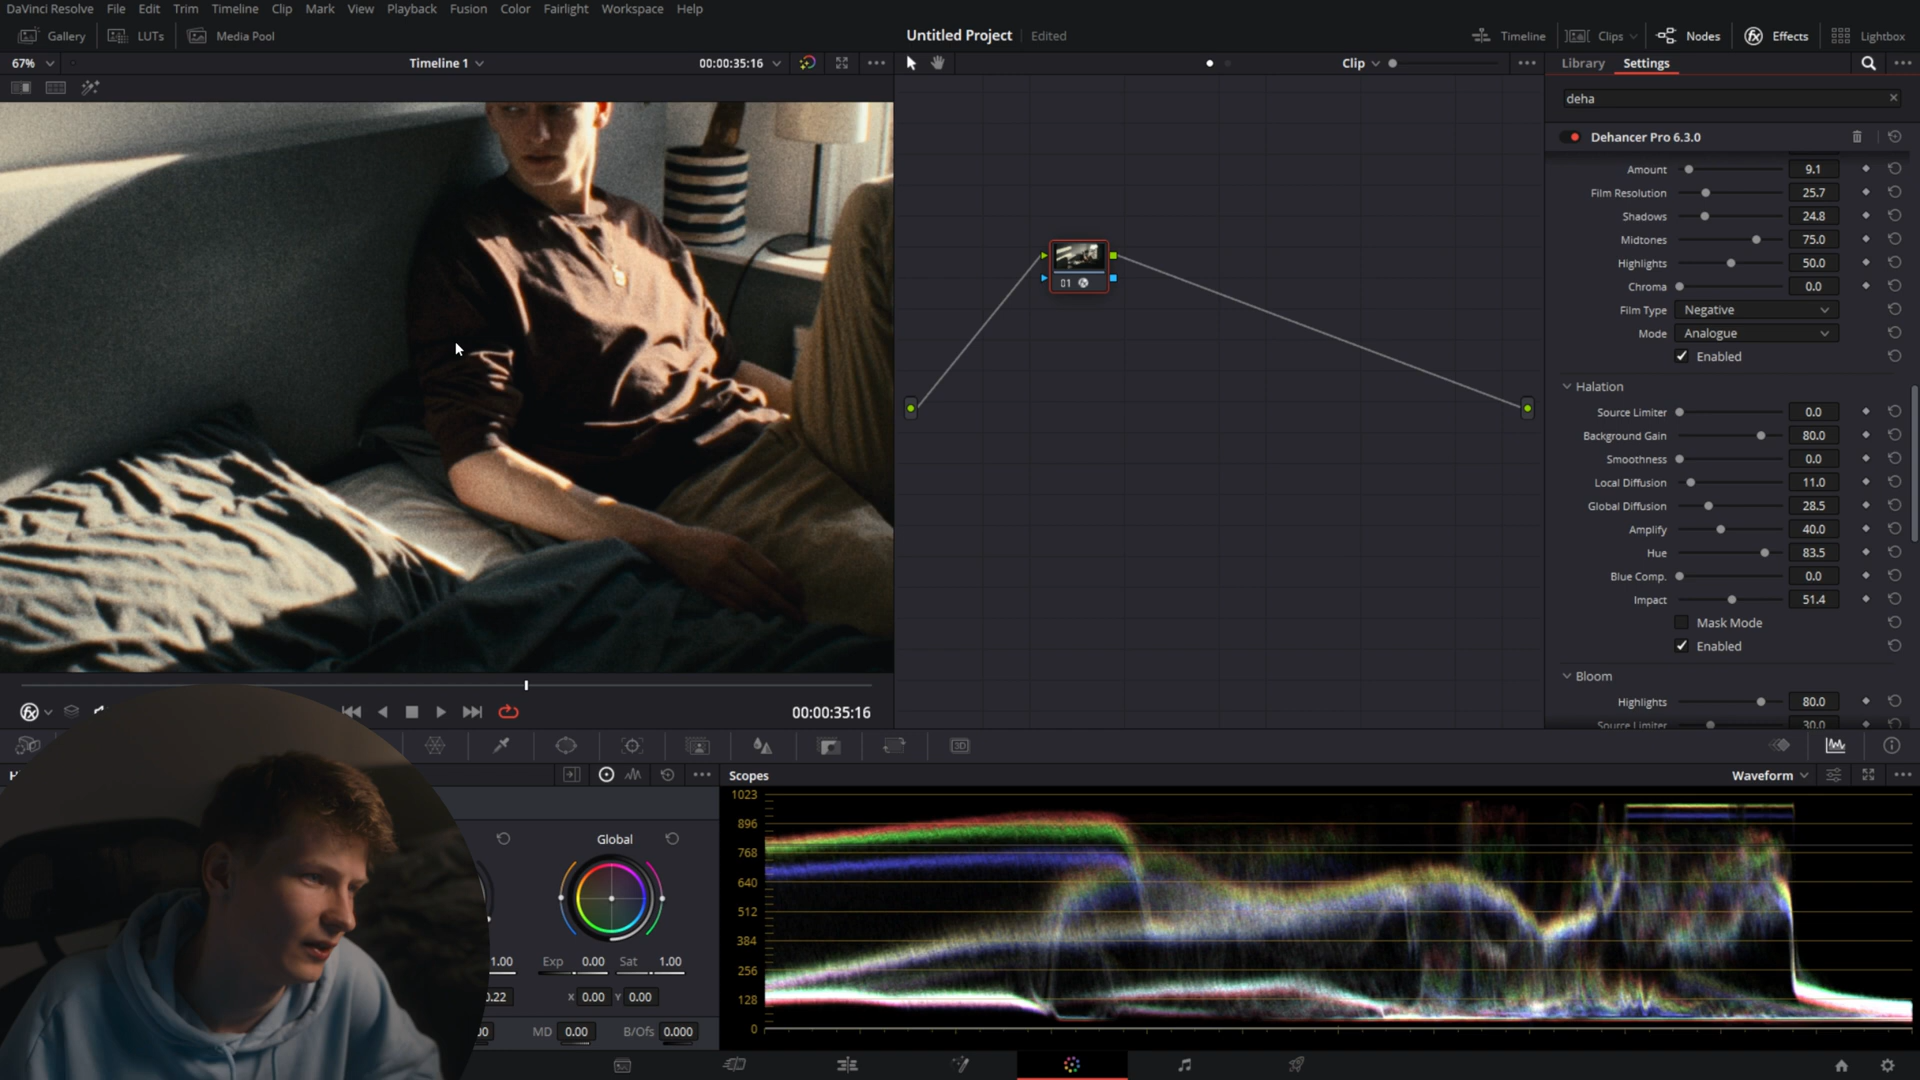 DaVinci Resolve File Edit Trim Timeline Clip Mark View Playback Fusion Color Fairlight Workspace Help
Gallery LUTs Media Pool
Untitled Project Edited
Timeline Clips Nodes Effects Lightbox
67% Timeline 1 00:00:35:16
Clip
Library Settings
deha
Dehancer Pro 6.3.0
Amount 9.1
Film Resolution 25.7
Shadows 24.8
Midtones 75.0
Highlights 50.0
Chroma 0.0
Film Type Negative
Mode Analogue
Enabled
Halation
Source Limiter 0.0
Background Gain 80.0
Smoothness 0.0
Local Diffusion 11.0
Global Diffusion 28.5
Amplify 40.0
Hue 83.5
Blue Comp. 0.0
Impact 51.4
Mask Mode
Enabled
Bloom
Highlights 80.0
Source Limiter 30.0
01
00:00:35:16
3D
Global
1.00 Exp 0.00 Sat 1.00
0.22 X 0.00 Y 0.00
MD 0.00 B/Ofs 0.000
Scopes
Waveform
1023
896
768
640
512
384
256
128
0